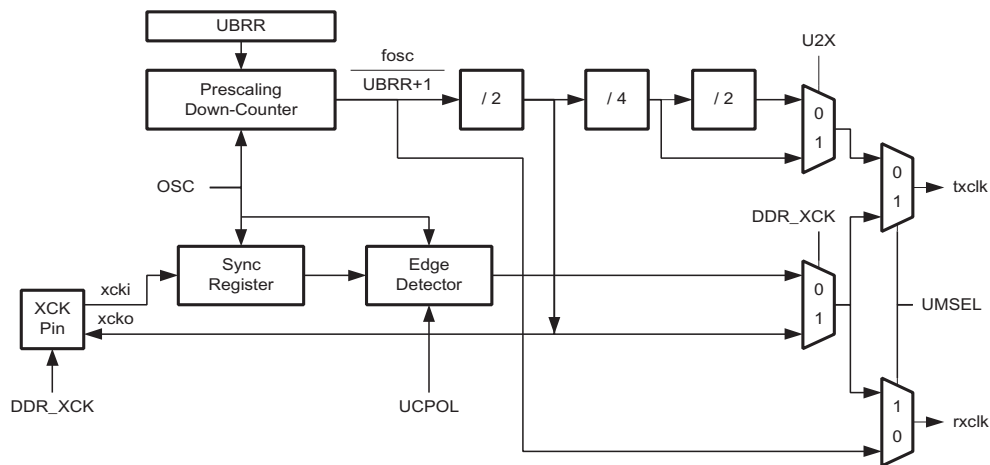 UBRR
U2X
fosc
UBRR+1
Prescaling
Down-Counter
/ 2
/ 4
/ 2
0
1
OSC
0
1
txclk
DDR_XCK
Sync
Register
Edge
Detector
0
1
xcki
XCK
Pin
xcko
UMSEL
DDR_XCK
UCPOL
1
0
rxclk